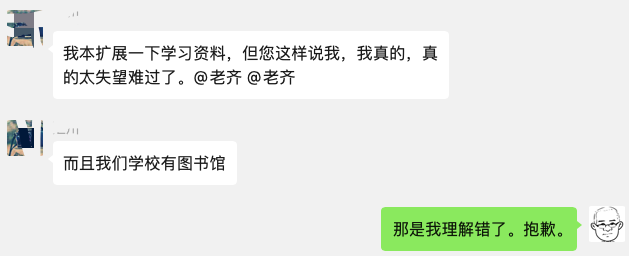 我本扩展一下学习资料，但您这样说我，我真的，真
的太失望难过了。@老齐 @老齐
而且我们学校有图书馆
那是我理解错了。抱歉。